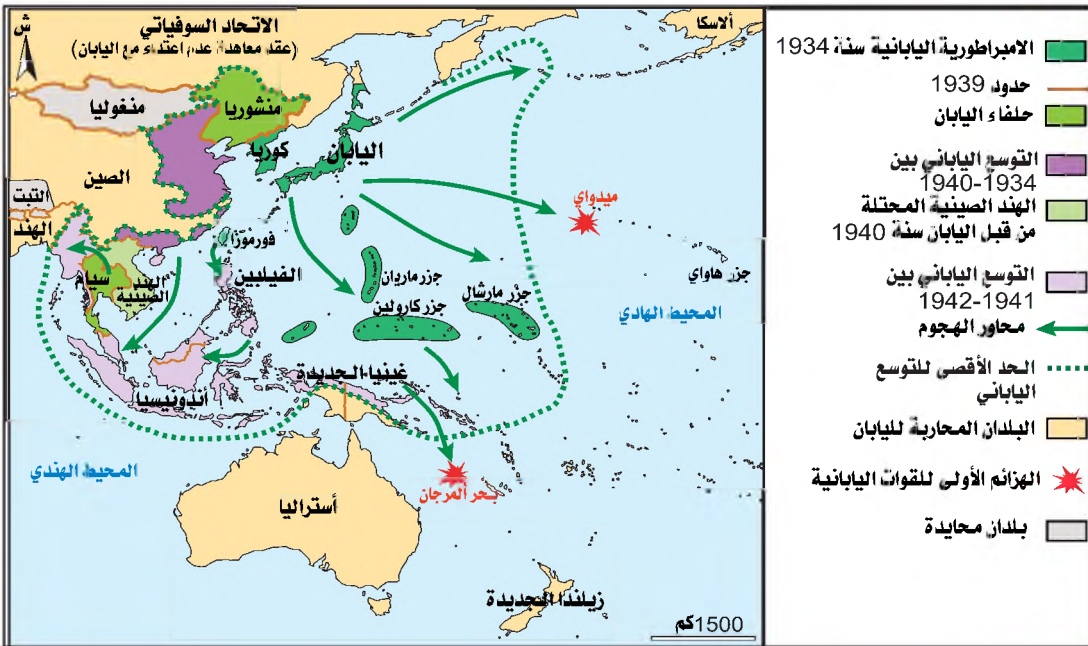 ش
الاتحاد السوفياتي
(عقد معاهدة عدم اعتداء مع اليابان)
ألاسكا
منغوليا
منشوريا
كوريا
اليابان
الصين
التبت
الهند
ميدواي
فورموزا
سيام
الهند
الصينية
الفيليبين
جزر ماريان
جزر مارشال
جزر كارولين
جزر هاواي
المحيط الهادي
غينيا الجديدة
أندونيسيا
المحيط الهندي
بحر المرجان
أستراليا
زيلندا الجديدة
1500كم
الامبراطورية اليابانية سنة 1934
حدود 1939
حلفاء اليابان
التوسع الياباني بين
1940-1934
الهند الصينية المحتلة
من قبل اليابان سنة 1940
التوسع الياباني بين
1942-1941
محاور الهجوم
الحد الأقصى للتوسع
الياباني
البلدان المحاربة لليابان
الهزائم الأولى للقوات اليابانية
بلدان محايدة